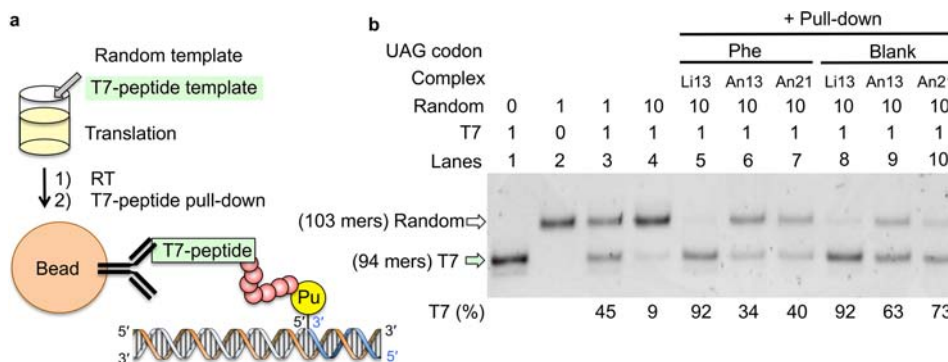 a
Random template
T7-peptide template
Translation
1) RT
2) T7-peptide pull-down
Bead
T7-peptide
Pu
5' 3'
5' 3'
3' 5'
b
+ Pull-down
UAG codon Phe Blank
Complex Li13 An13 An21 Li13 An13 An21
Random 0 1 1 10 10 10 10 10 10 10
T7 1 0 1 1 1 1 1 1 1 1
Lanes 1 2 3 4 5 6 7 8 9 10
(103 mers) Random
(94 mers) T7
T7 (%) 45 9 92 34 40 92 63 73